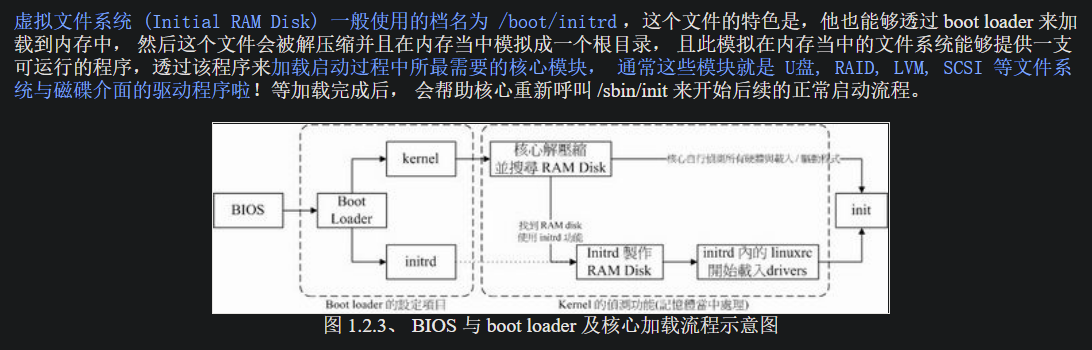 虚拟文件系统 (Initial RAM Disk) 一般使用的档名为 /boot/initrd ，这个文件的特色是，他也能够透过 boot loader 来加
载到内存中， 然后这个文件会被解压缩并且在内存当中模拟成一个根目录， 且此模拟在内存当中的文件系统能够提供一支
可运行的程序，透过该程序来加载启动过程中所最需要的核心模块， 通常这些模块就是 U盘, RAID, LVM, SCSI 等文件系
统与磁碟介面的驱动程序啦！等加载完成后， 会帮助核心重新呼叫 /sbin/init 来开始后续的正常启动流程。
kernel
核心解壓縮
並搜尋 RAM Disk
核心自行偵測所有硬體與載入 / 驅動程式
BIOS
Boot
Loader
init
找到 RAM disk
使用 initrd 功能
initrd
Initrd 製作
RAM Disk
initrd 內的 linuxrc
開始載入drivers
Boot loader 的設定項目
Kernel 的偵測功能(記憶體當中處理)
图 1.2.3、 BIOS 与 boot loader 及核心加载流程示意图